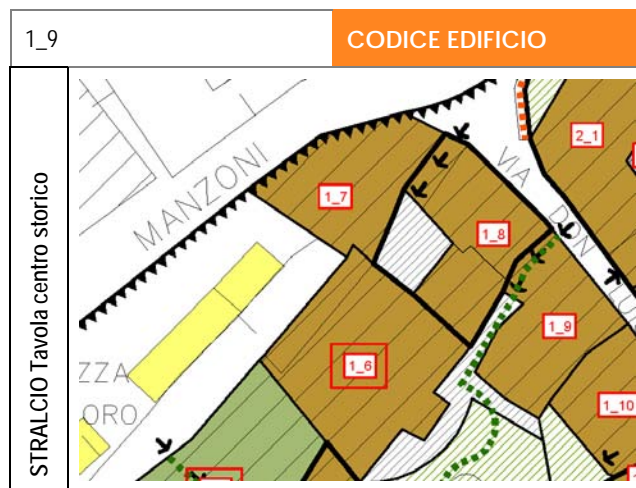 1_9
CODICE EDIFICIO
STRALCIO Tavola centro storico
MANZONI
VIA DON
2_1
1_7
1_8
1_9
1_6
1_10
ZZA
ORO